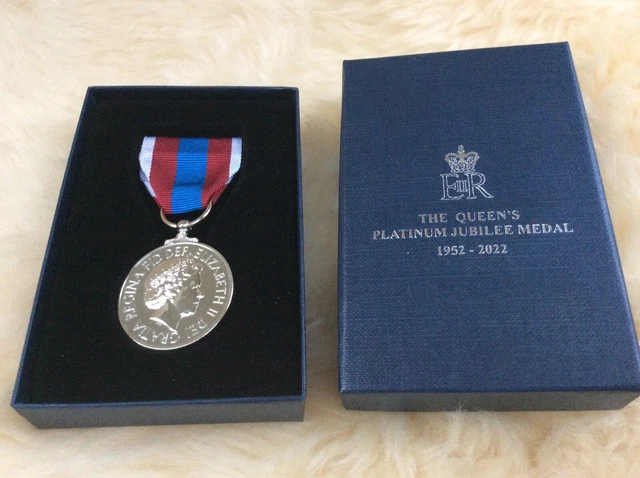 ELIZABETH II DEI GRATIA REGINA FID DEF
EIIR
THE QUEEN'S
PLATINUM JUBILEE MEDAL
1952 - 2022